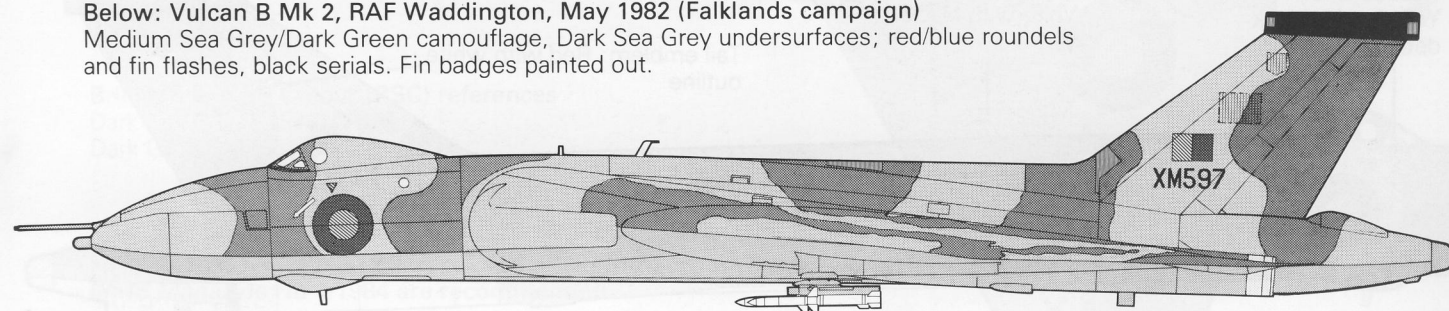 Below: Vulcan B Mk 2, RAF Waddington, May 1982 (Falklands campaign)
Medium Sea Grey/Dark Green camouflage, Dark Sea Grey undersurfaces; red/blue roundels
and fin flashes, black serials. Fin badges painted out.
XM597